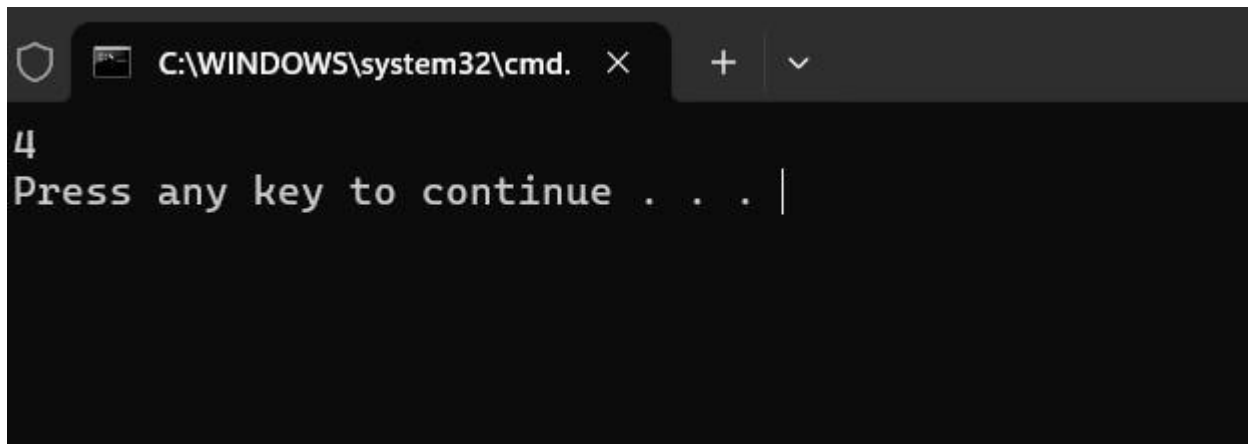 C:\WINDOWS\system32\cmd.
4
Press any key to continue . . .